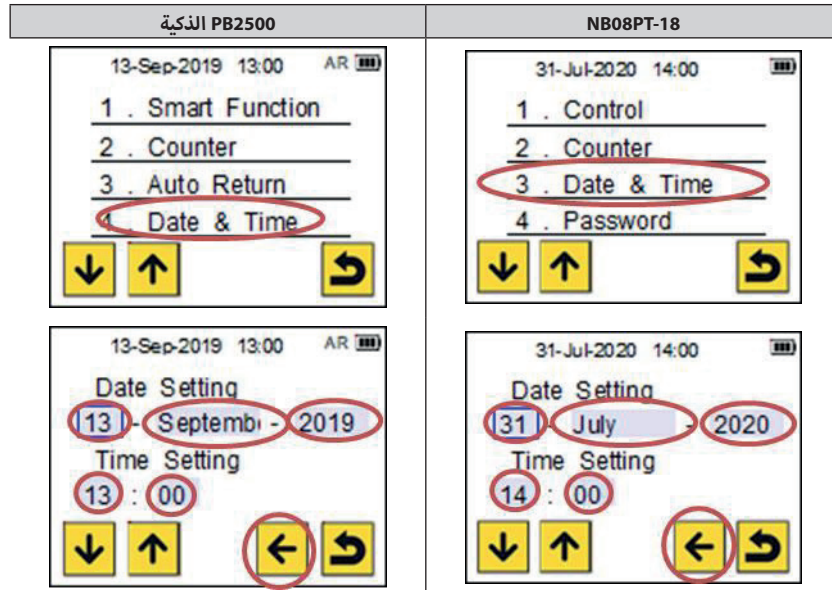 PB2500 الذكية
NB08PT-18
13-Sep-2019 13:00 AR
1 . Smart Function
2 . Counter
3 . Auto Return
4 . Date & Time
31-Jul-2020 14:00
1 . Control
2 . Counter
3 . Date & Time
4 . Password
13-Sep-2019 13:00 AR
Date Setting
13 - Septemb - 2019
Time Setting
13 : 00
31-Jul-2020 14:00
Date Setting
31 - July - 2020
Time Setting
14 : 00